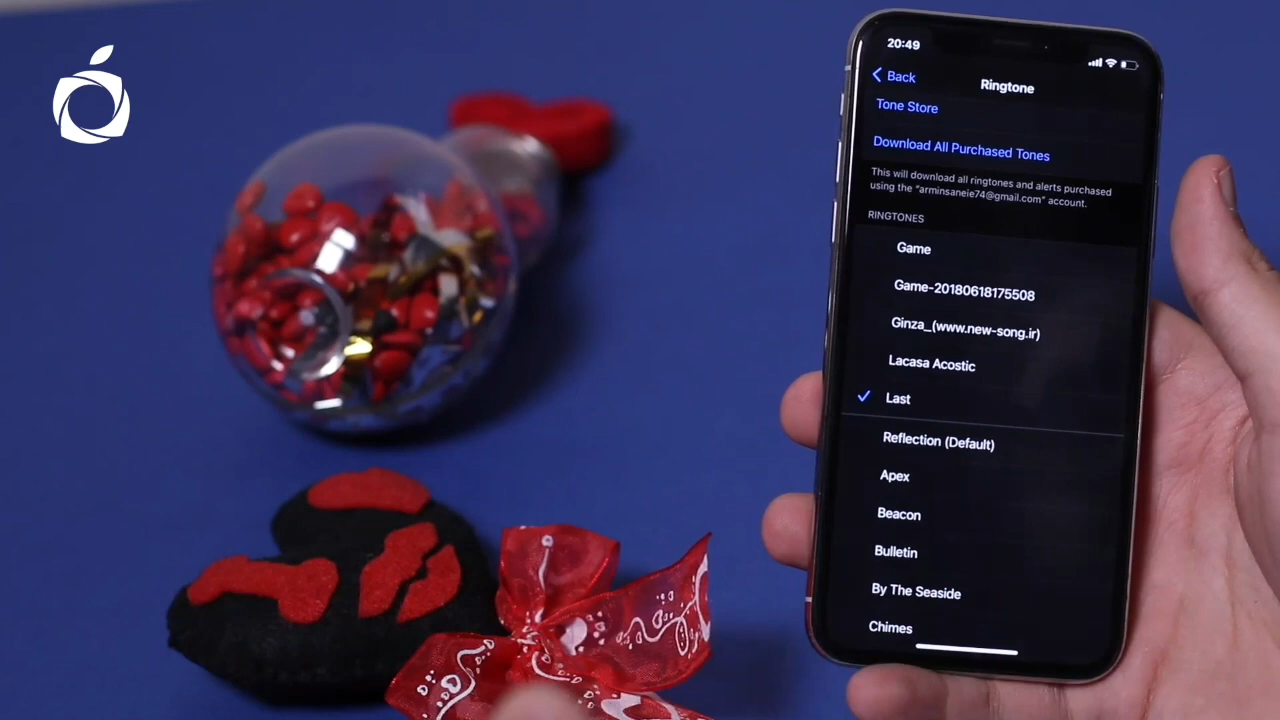 20:49
Back
Ringtone
Tone Store
Download All Purchased Tones
This will download all ringtones and alerts purchased
using the "arminsaneie74@gmail.com" account.
RINGTONES
Game
Game-20180618175508
Ginza_(www.new-song.ir)
Lacasa Acostic
Last
Reflection (Default)
Apex
Beacon
Bulletin
By The Seaside
Chimes